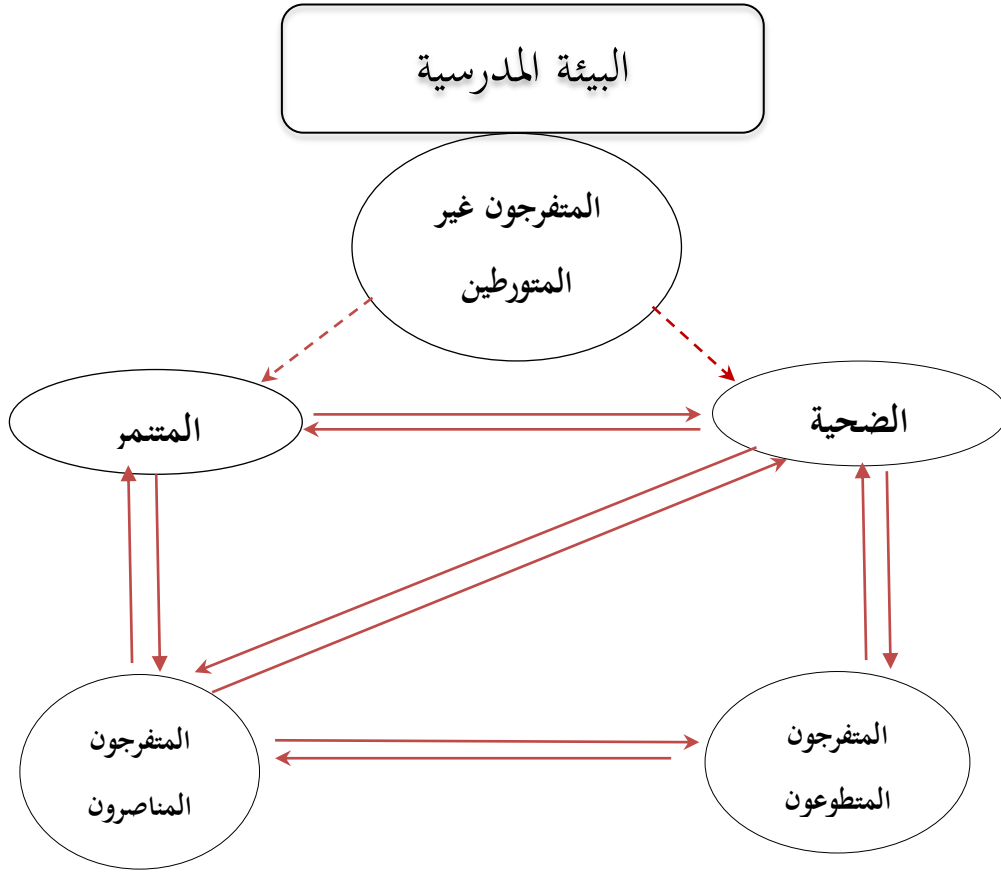 البيئة المدرسية
المتفرجون غير
المتورطين
الضحية
المتنمر
المتفرجون
المتطوعون
المتفرجون
المناصرون